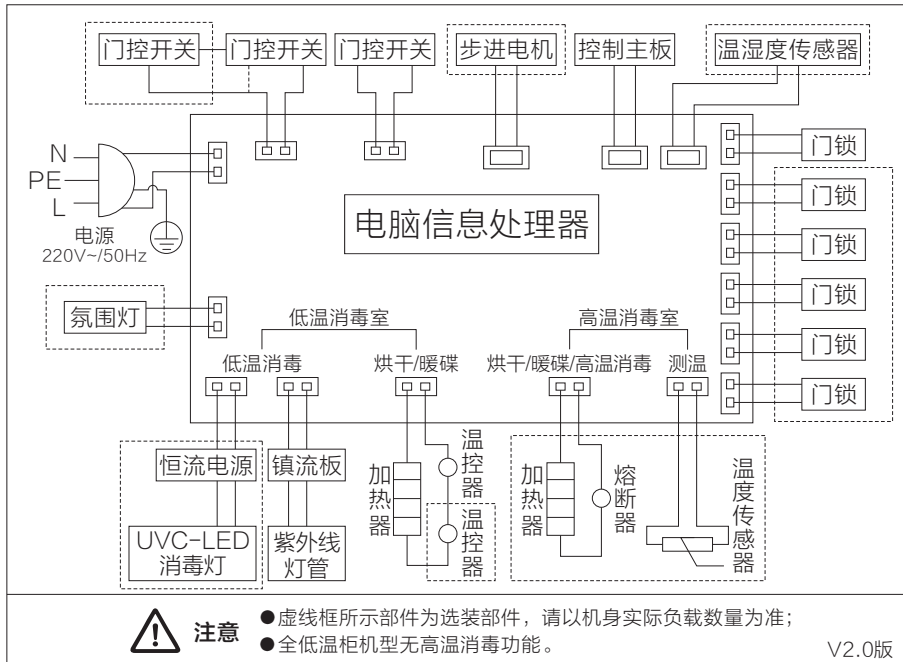 门控开关 门控开关 门控开关 步进电机 控制主板 温湿度传感器
N
PE
L
电源
220V~/50Hz
门锁
门锁
门锁
门锁
门锁
门锁
电脑信息处理器
氛围灯
低温消毒室
高温消毒室
低温消毒
烘干/暖碟
烘干/暖碟/高温消毒
测温
恒流电源
镇流板
UVC-LED
消毒灯
紫外线
灯管
加热器
温控器
温控器
加热器
熔断器
温度传感器
注意
●虚线框所示部件为选装部件，请以机身实际负载数量为准；
●全低温柜机型无高温消毒功能。
V2.0版